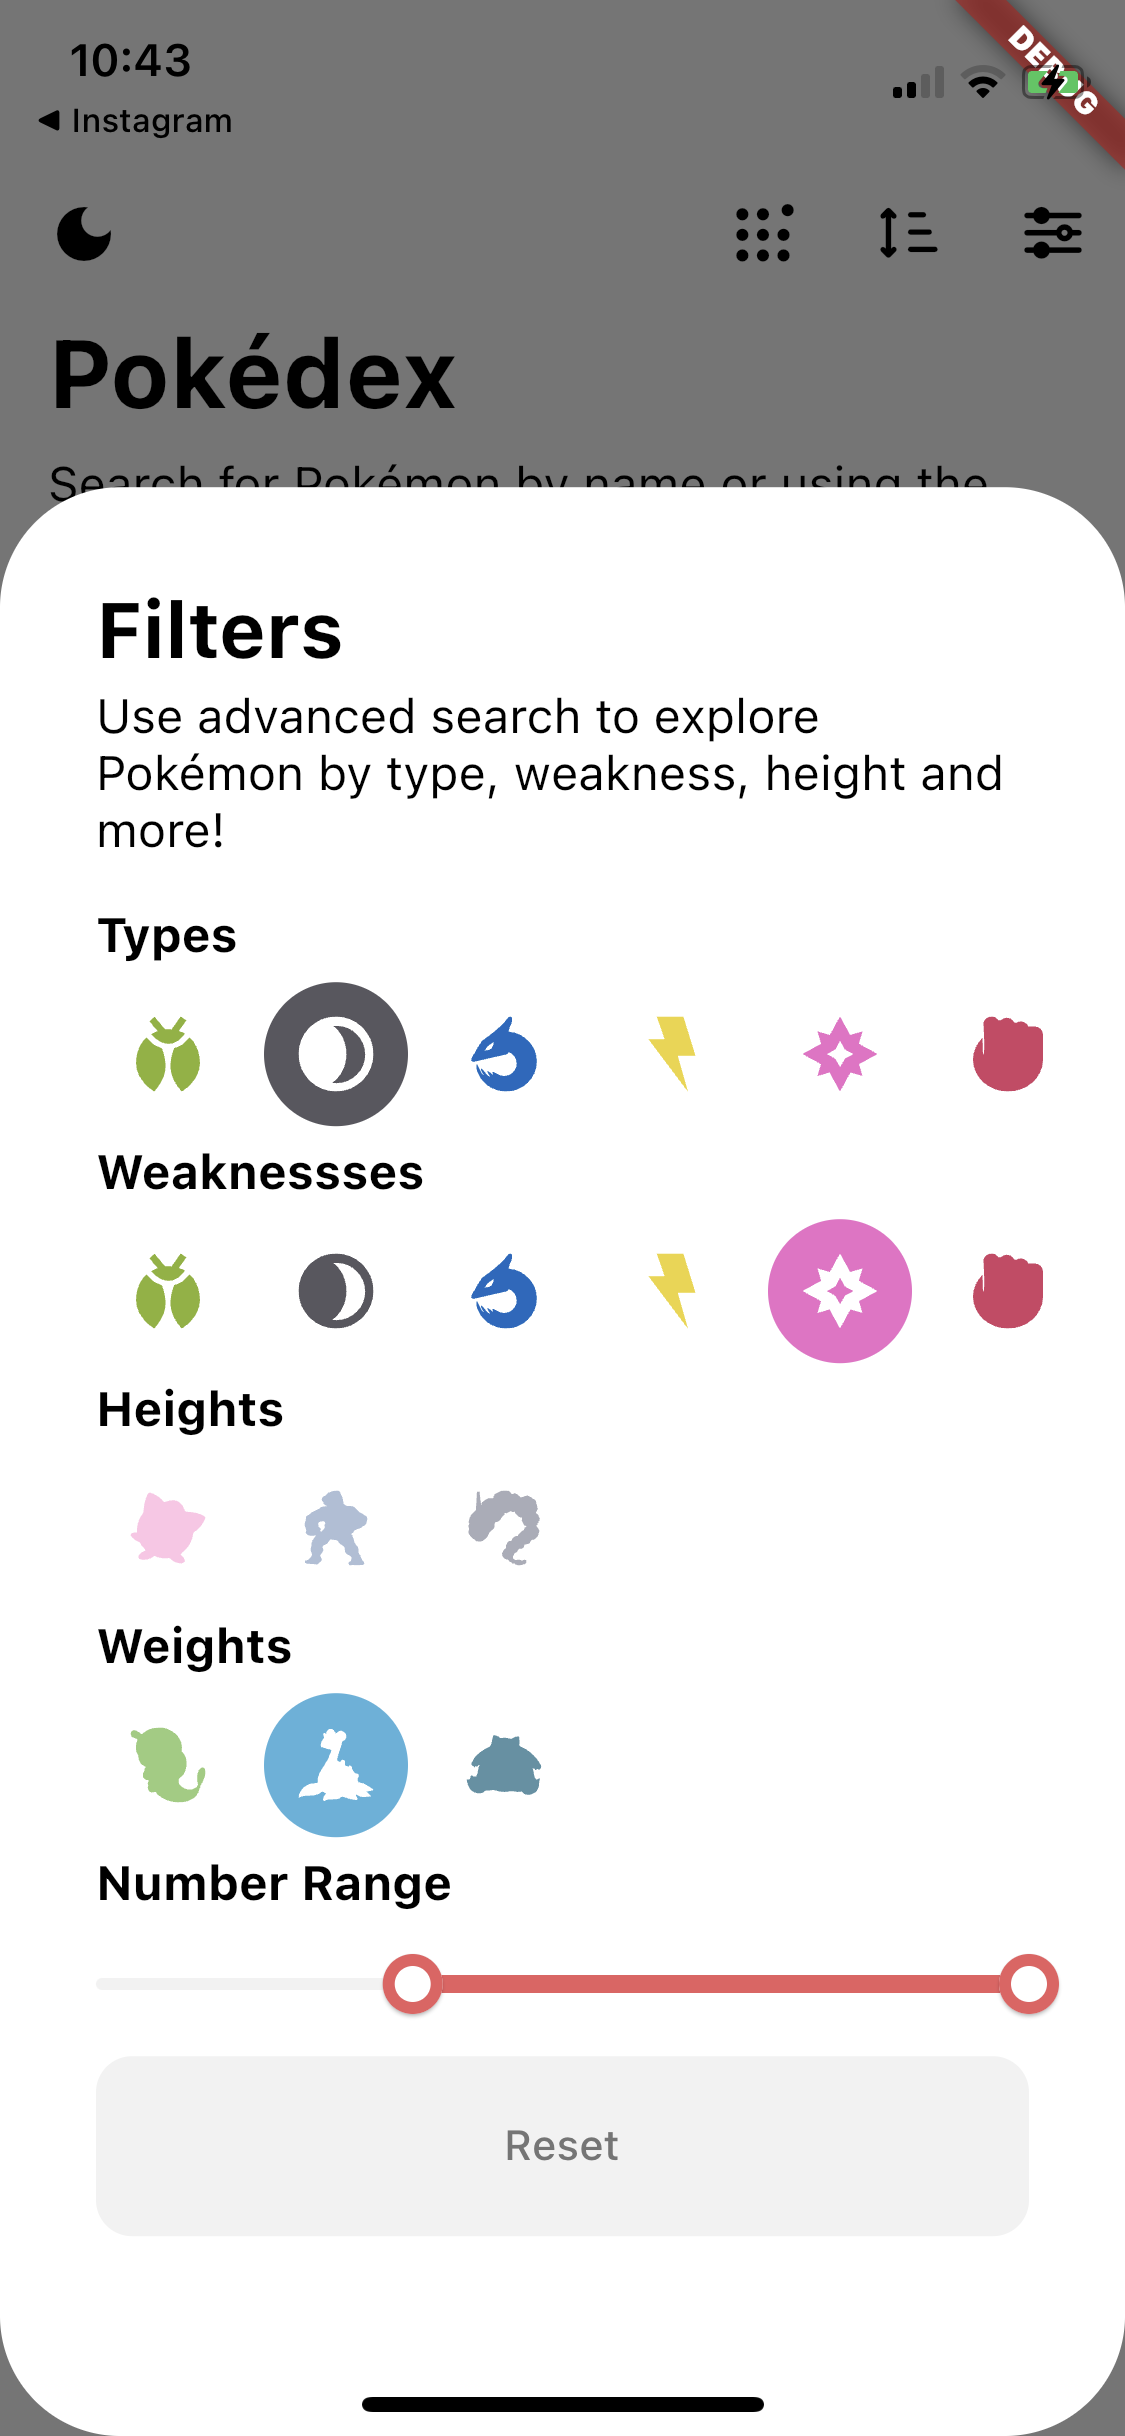 10:43
Instagram
Pokédex
Search for Pokémon by name or using the
Filters
Use advanced search to explore
Pokémon by type, weakness, height and
more!
Types
Weaknessses
Heights
Weights
Number Range
Reset